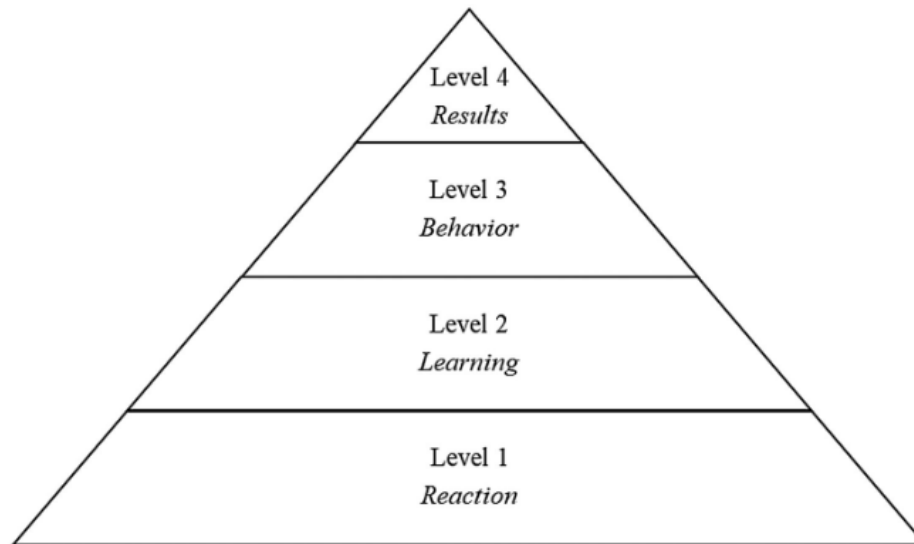 Level 4
Results
Level 3
Behavior
Level 2
Learning
Level 1
Reaction